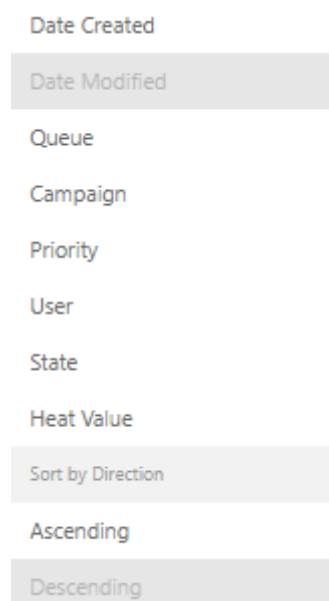 Date Created
Date Modified
Queue
Campaign
Priority
User
State
Heat Value
Sort by Direction
Ascending
Descending